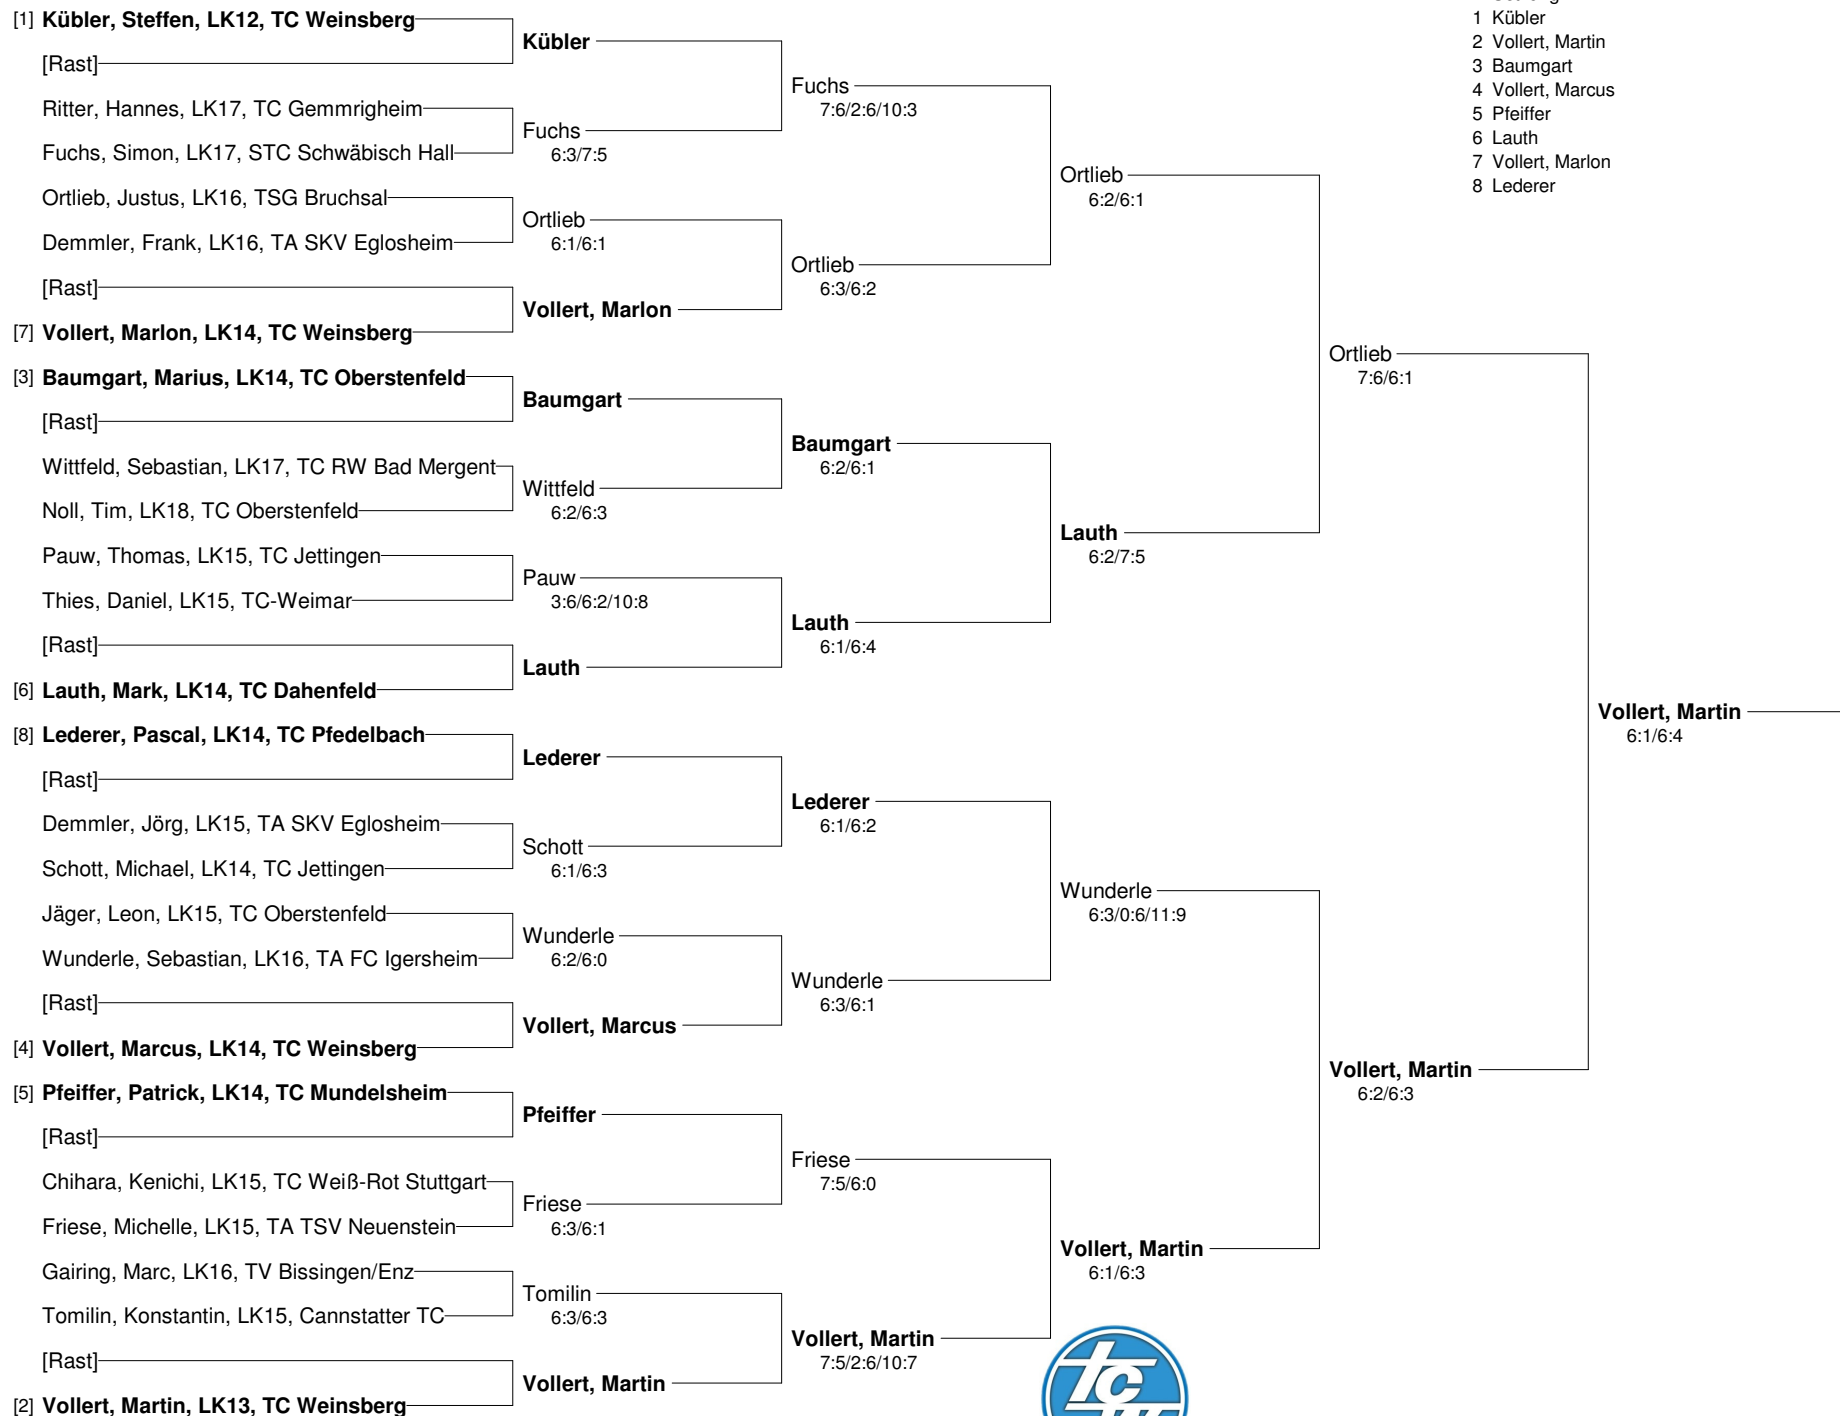 [1] Kübler, Steffen, LK12, TC Weinsberg
[Rast]
Ritter, Hannes, LK17, TC Gemmrigheim
Fuchs, Simon, LK17, STC Schwäbisch Hall
Ortlieb, Justus, LK16, TSG Bruchsal
Demmler, Frank, LK16, TA SKV Eglosheim
[Rast]
[7] Vollert, Marlon, LK14, TC Weinsberg
[3] Baumgart, Marius, LK14, TC Oberstenfeld
[Rast]
Wittfeld, Sebastian, LK17, TC RW Bad Mergent
Noll, Tim, LK18, TC Oberstenfeld
Pauw, Thomas, LK15, TC Jettingen
Thies, Daniel, LK15, TC-Weimar
[Rast]
[6] Lauth, Mark, LK14, TC Dahenfeld
[8] Lederer, Pascal, LK14, TC Pfedelbach
[Rast]
Demmler, Jörg, LK15, TA SKV Eglosheim
Schott, Michael, LK14, TC Jettingen
Jäger, Leon, LK15, TC Oberstenfeld
Wunderle, Sebastian, LK16, TA FC Igersheim
[Rast]
[4] Vollert, Marcus, LK14, TC Weinsberg
[5] Pfeiffer, Patrick, LK14, TC Mundelsheim
[Rast]
Chihara, Kenichi, LK15, TC Weiß-Rot Stuttgart
Friese, Michelle, LK15, TA TSV Neuenstein
Gairing, Marc, LK16, TV Bissingen/Enz
Tomilin, Konstantin, LK15, Cannstatter TC
[Rast]
[2] Vollert, Martin, LK13, TC Weinsberg
Kübler
Fuchs
6:3/7:5
Ortlieb
6:1/6:1
Vollert, Marlon
Baumgart
Wittfeld
6:2/6:3
Pauw
3:6/6:2/10:8
Lauth
Lederer
Schott
6:1/6:3
Wunderle
6:2/6:0
Vollert, Marcus
Pfeiffer
Friese
6:3/6:1
Tomilin
6:3/6:3
Vollert, Martin
Fuchs
7:6/2:6/10:3
Ortlieb
6:3/6:2
Baumgart
6:2/6:1
Lauth
6:1/6:4
Lederer
6:1/6:2
Wunderle
6:3/6:1
Friese
7:5/6:0
Vollert, Martin
7:5/2:6/10:7
Ortlieb
6:2/6:1
Lauth
6:2/7:5
Wunderle
6:3/0:6/11:9
Vollert, Martin
6:1/6:3
Ortlieb
7:6/6:1
Vollert, Martin
6:2/6:3
Vollert, Martin
6:1/6:4
1 Kübler
2 Vollert, Martin
3 Baumgart
4 Vollert, Marcus
5 Pfeiffer
6 Lauth
7 Vollert, Marlon
8 Lederer
tc